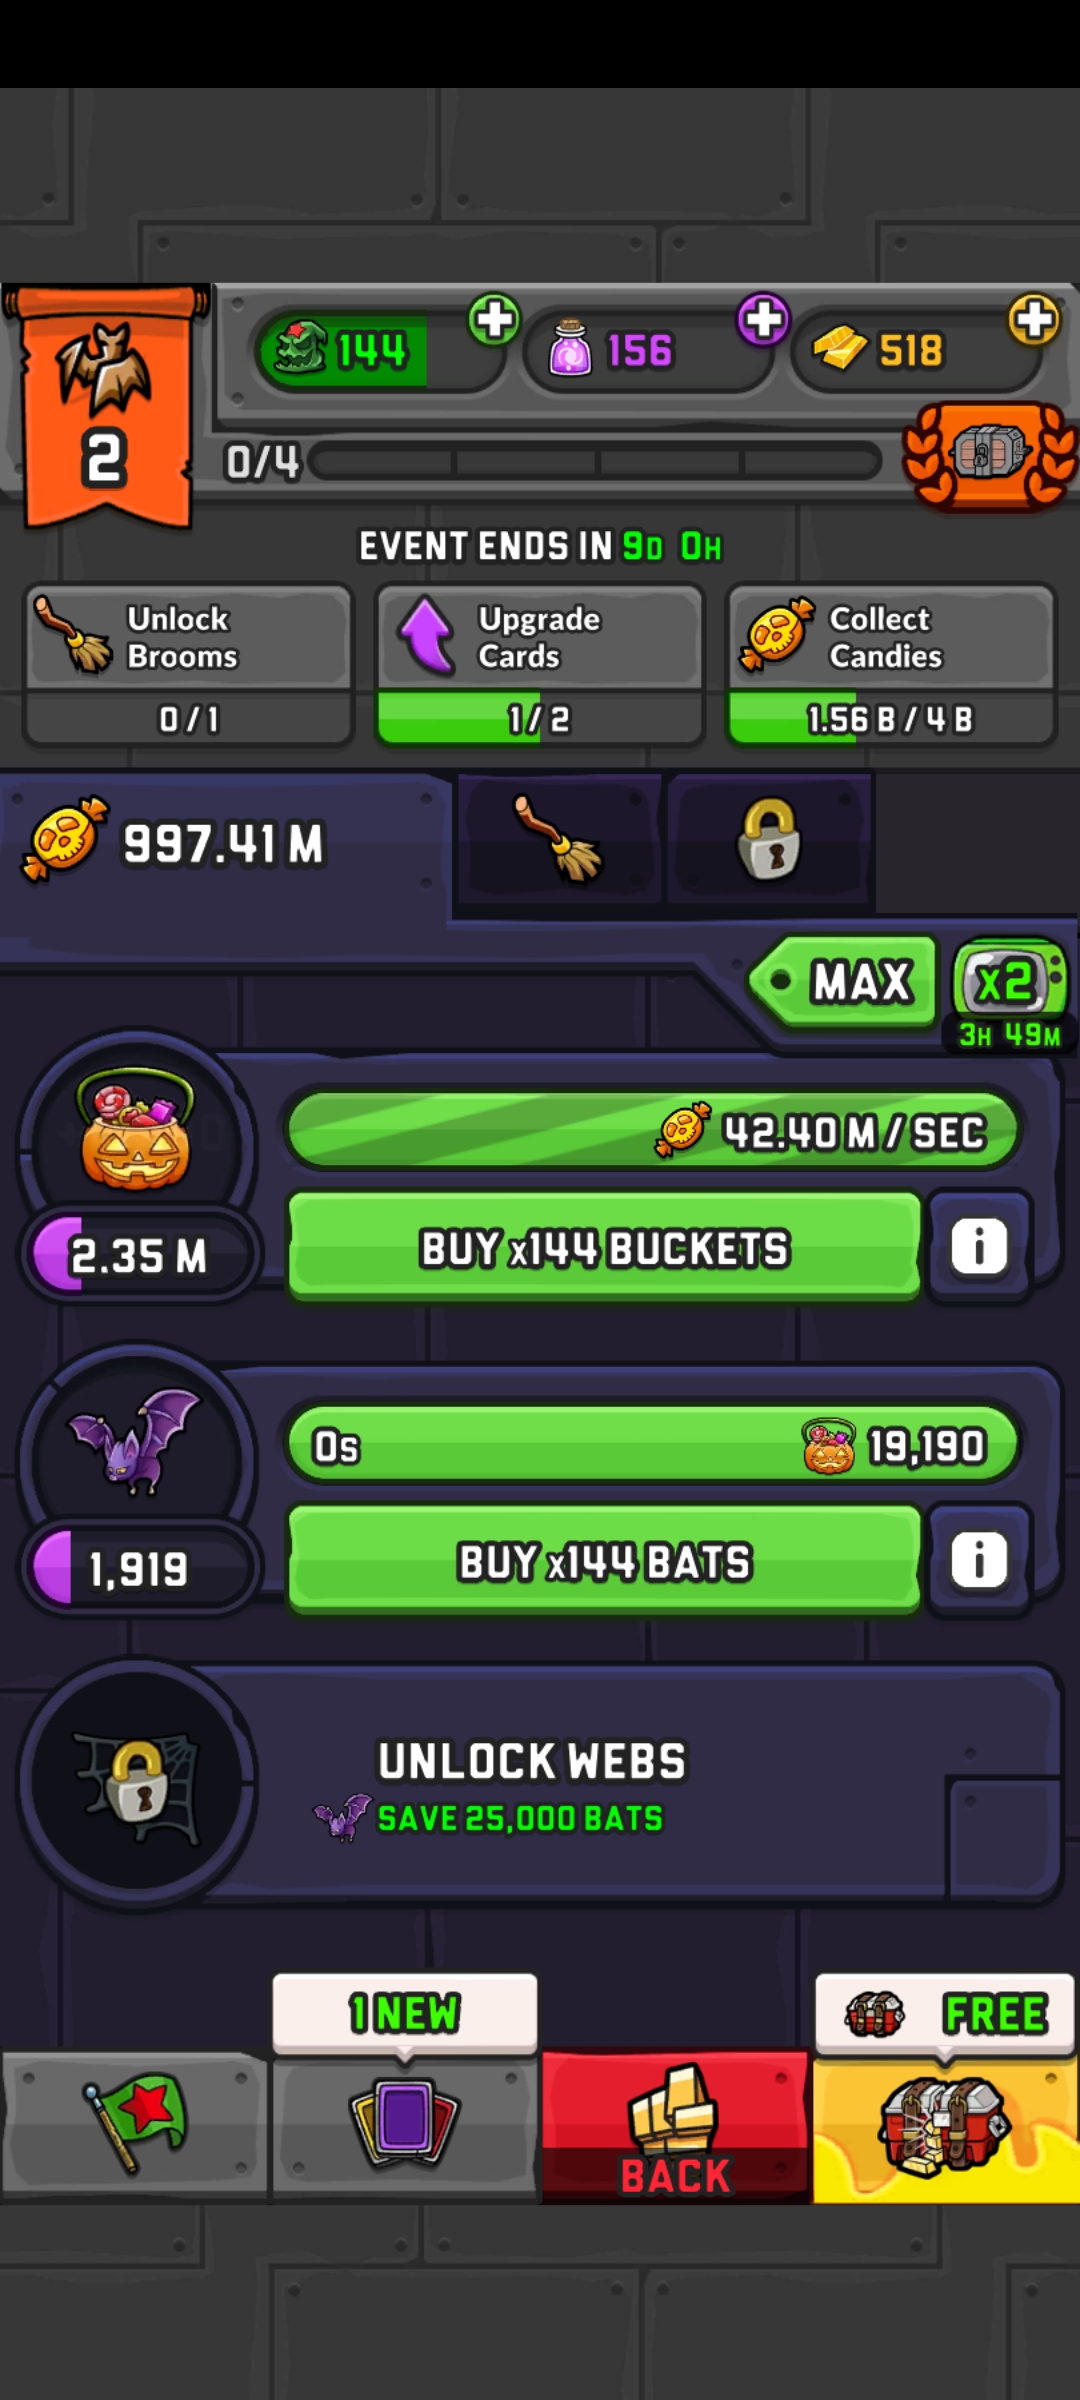 144
156
518
2
0/4
EVENT ENDS IN 9D 0H
Unlock
Brooms
0 / 1
Upgrade
Cards
1 / 2
Collect
Candies
1.56 B / 4 B
997.41 M
MAX
x2
3H 49M
42.40 M / SEC
2.35 M
BUY x144 BUCKETS
i
0s
19,190
1,919
BUY x144 BATS
i
UNLOCK WEBS
SAVE 25,000 BATS
1 NEW
FREE
BACK